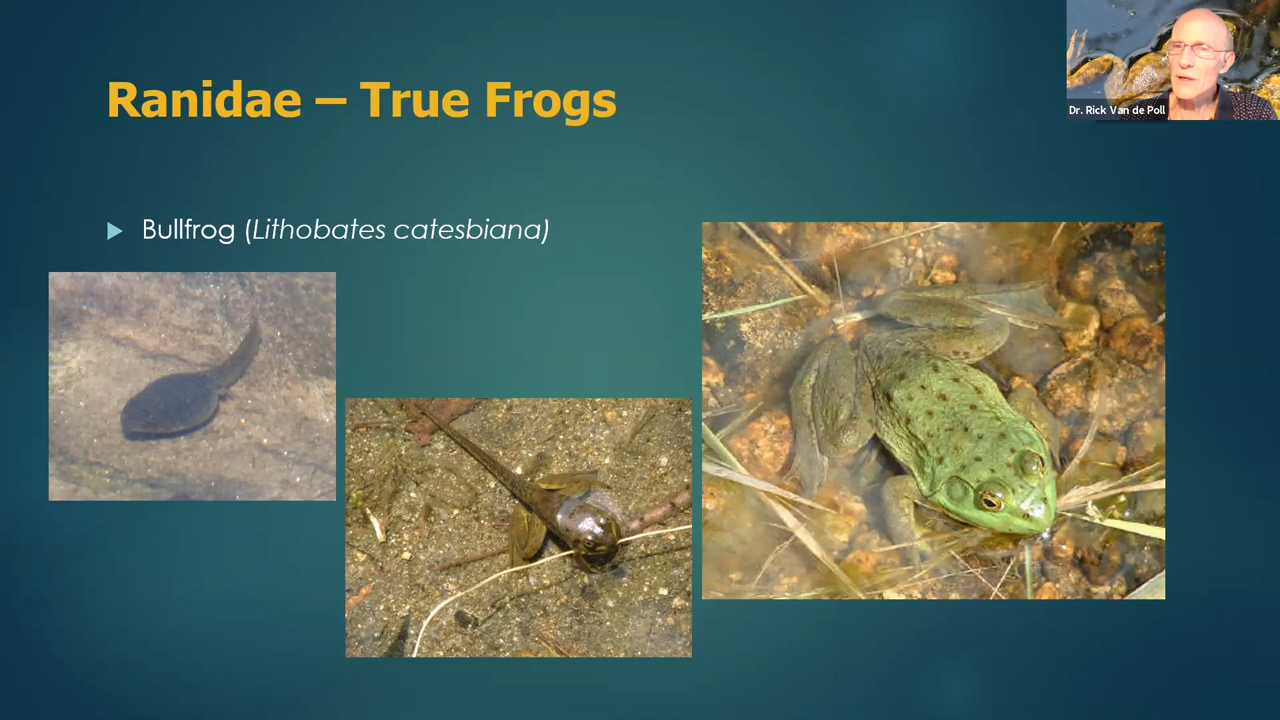 Ranidae – True Frogs
Dr. Rick Van de Poll
Bullfrog (Lithobates catesbiana)